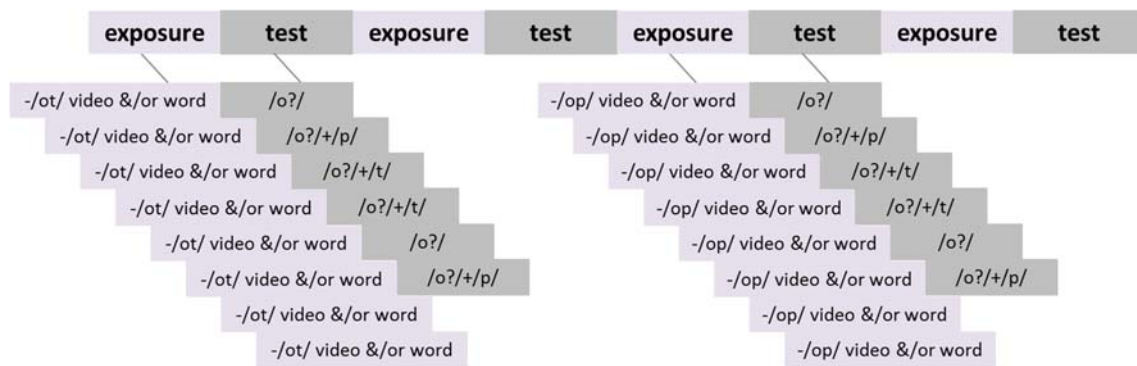 exposure test exposure test exposure test exposure test
-/ot/ video &/or word /o?/ -/op/ video &/or word /o?/
-/ot/ video &/or word /o?/+/p/ -/op/ video &/or word /o?/+/p/
-/ot/ video &/or word /o?/+/t/ -/op/ video &/or word /o?/+/t/
-/ot/ video &/or word /o?/+/t/ -/op/ video &/or word /o?/+/t/
-/ot/ video &/or word /o?/ -/op/ video &/or word /o?/
-/ot/ video &/or word /o?/+/p/ -/op/ video &/or word /o?/+/p/
-/ot/ video &/or word -/op/ video &/or word
-/ot/ video &/or word -/op/ video &/or word